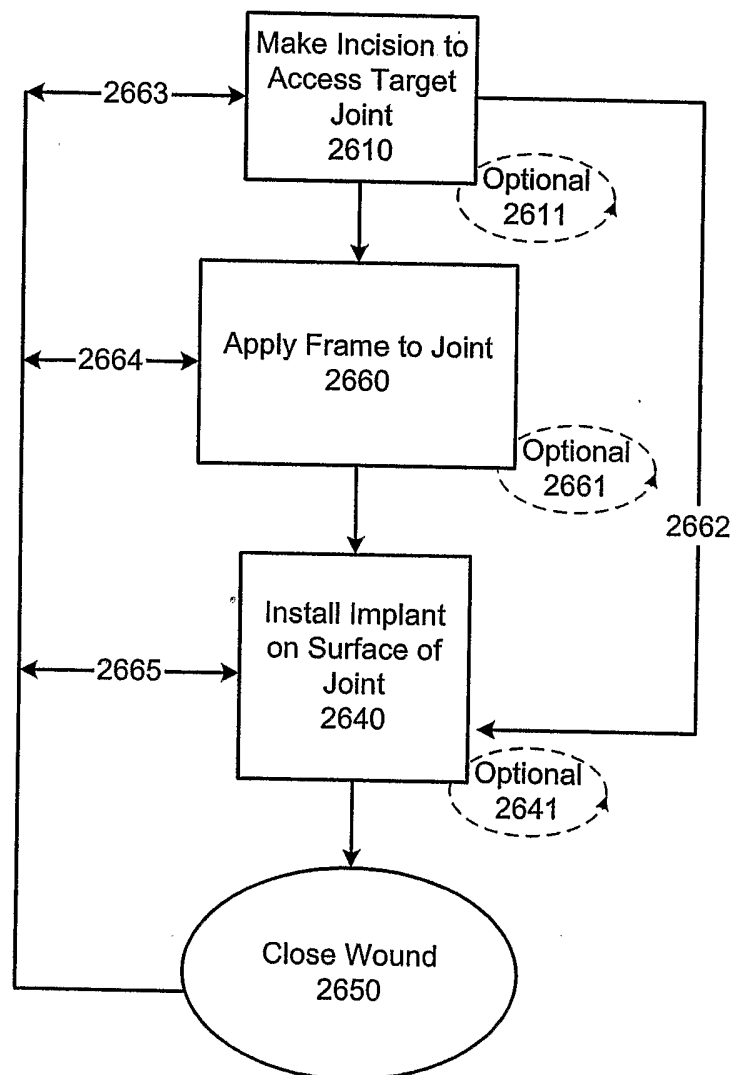 Make Incision to
Access Target
Joint
2610
2663
Optional
2611
Apply Frame to Joint
2660
2664
Optional
2661
2662
Install Implant
on Surface of
Joint
2640
2665
Optional
2641
Close Wound
2650